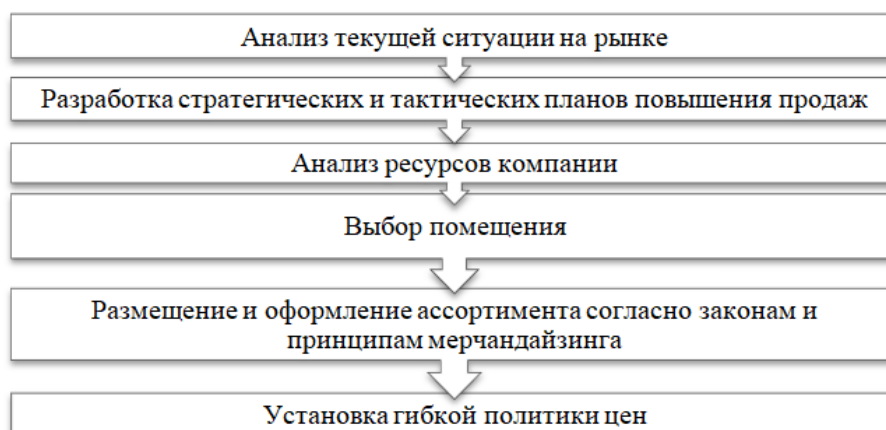 Анализ текущей ситуации на рынке
Разработка стратегических и тактических планов повышения продаж
Анализ ресурсов компании
Выбор помещения
Размещение и оформление ассортимента согласно законам и
принципам мерчандайзинга
Установка гибкой политики цен